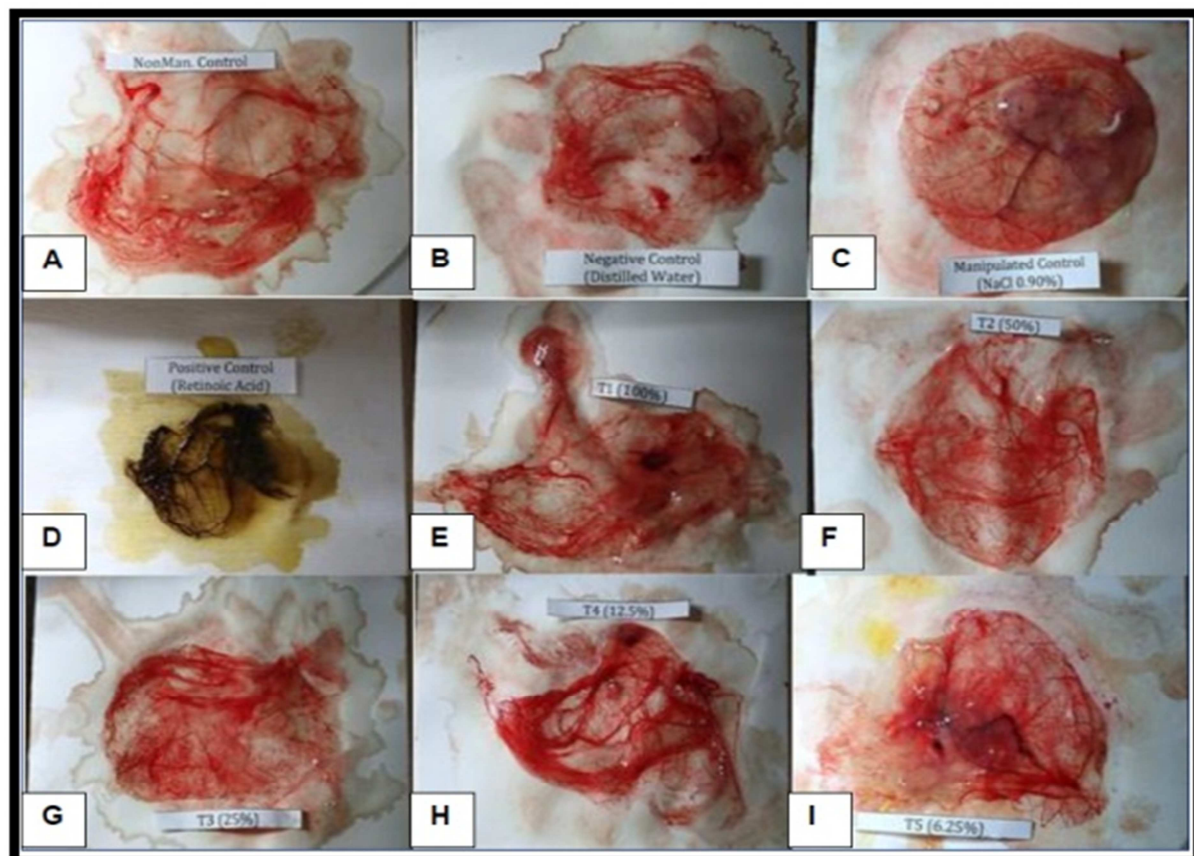 NonMan. Control
A
B
Negative Control
(Distilled Water)
C
Manipulated Control
(NaCl 0.90%)
Positive Control
(Retinoic Acid)
D
T1 (100%)
E
T2 (50%)
F
G
T3 (25%)
T4 (12.5%)
H
I
T5 (6.25%)